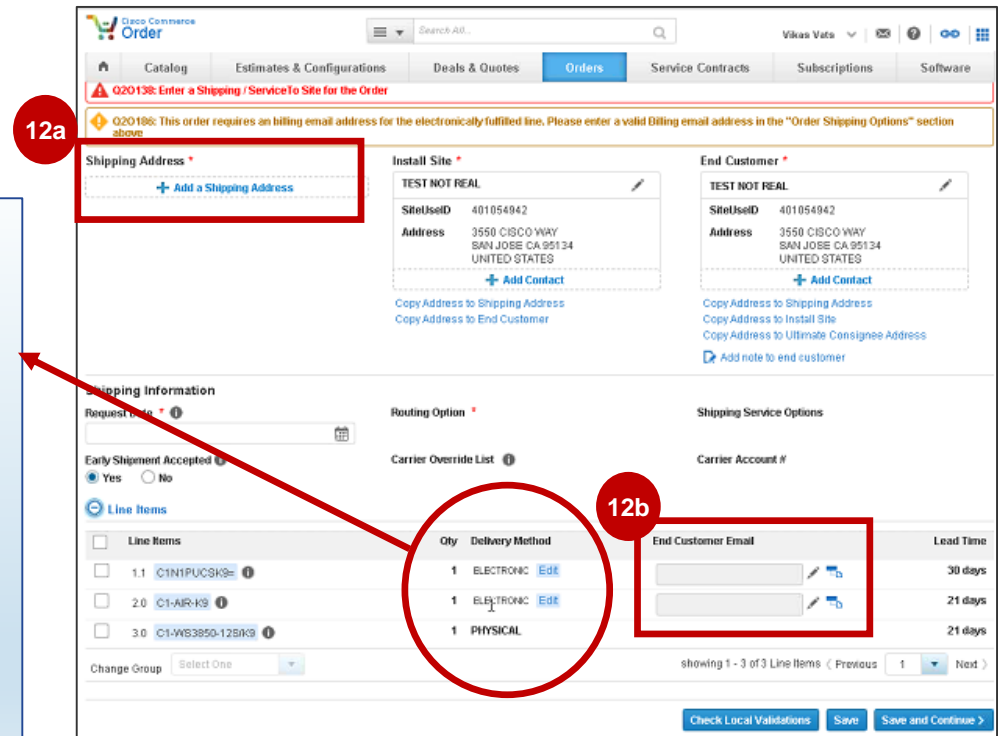 Cisco Commerce
Order
Search All...
Vikas Vats
Catalog Estimates & Configurations Deals & Quotes Orders Service Contracts Subscriptions Software
Q2O138: Enter a Shipping / ServiceTo Site for the Order
12a
Q2O186: This order requires an billing email address for the electronically fulfilled line. Please enter a valid Billing email address in the "Order Shipping Options" section
above
Shipping Address * Install Site * End Customer *
+ Add a Shipping Address TEST NOT REAL TEST NOT REAL
SiteUseID 401054942 SiteUseID 401054942
Address 3550 CISCO WAY Address 3550 CISCO WAY
SAN JOSE CA 95134 SAN JOSE CA 95134
UNITED STATES UNITED STATES
+ Add Contact + Add Contact
Copy Address to Shipping Address Copy Address to Shipping Address
Copy Address to End Customer Copy Address to Install Site
Copy Address to Ultimate Consignee Address
Add note to end customer
Shipping Information
Request Date * Routing Option * Shipping Service Options
Early Shipment Accepted Carrier Override List Carrier Account #
Yes No
12b
Line Items
Line Items Qty Delivery Method End Customer Email Lead Time
1.1 C1N1PUCSK9= 1 ELECTRONIC Edit 30 days
2.0 C1-AIR-K9 1 ELECTRONIC Edit 21 days
3.0 C1-WS3850-12S/K9 1 PHYSICAL 21 days
Change Group Select One showing 1 - 3 of 3 Line Items < Previous 1 Next >
Check Local Validations Save Save and Continue >